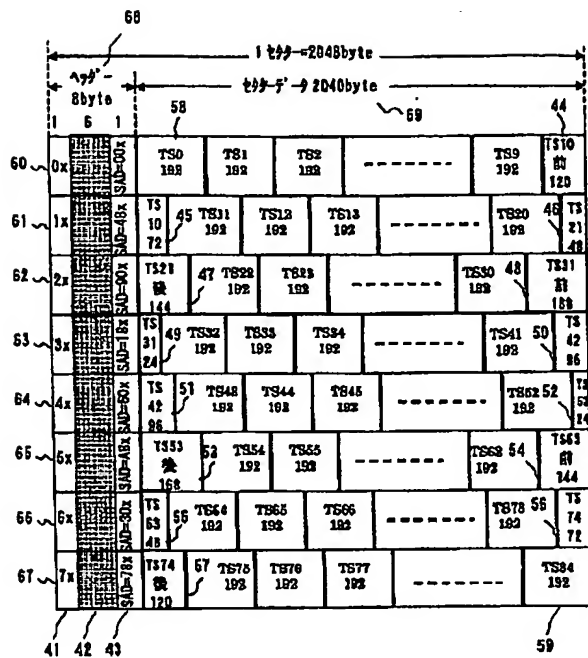 68
1 セクター=2048byte
ヘッダー
8byte
セクターデータ 2040byte
1 6 1
58 69 44
60 0x SAD=00x TS0 192 TS1 192 TS2 192 TS9 192 TS10 前 120
61 1x SAD=48x TS 10 72 45 TS11 192 TS12 192 TS13 192 TS20 192 46 TS 21 48
62 2x SAD=90x TS21 後 144 47 TS22 192 TS23 192 TS30 192 48 TS31 前 168
63 3x SAD=18x TS 31 24 49 TS32 192 TS33 192 TS34 192 TS41 192 50 TS 42 96
64 4x SAD=60x TS 42 96 51 TS43 192 TS44 192 TS45 192 TS52 192 52 TS 53 24
65 5x SAD=A8x TS53 後 168 53 TS54 192 TS55 192 TS62 192 54 TS63 前 144
66 6x SAD=30x TS 63 48 55 TS64 192 TS65 192 TS66 192 TS73 192 56 TS 74 72
67 7x SAD=78x TS74 後 120 57 TS75 192 TS76 192 TS77 192 TS84 192
41 42 43 59